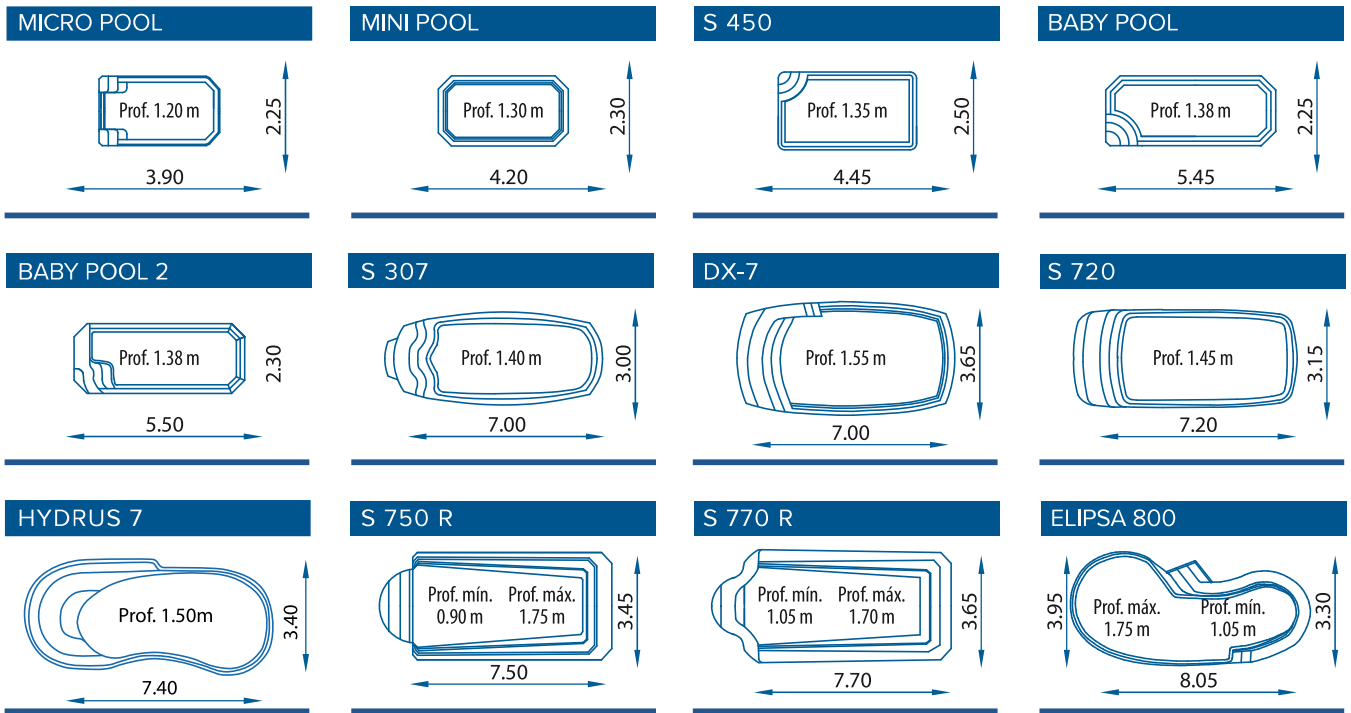 MICRO POOL
Prof. 1.20 m
2.25
3.90
MINI POOL
Prof. 1.30 m
2.30
4.20
S 450
Prof. 1.35 m
2.50
4.45
BABY POOL
Prof. 1.38 m
2.25
5.45
BABY POOL 2
Prof. 1.38 m
2.30
5.50
S 307
Prof. 1.40 m
3.00
7.00
DX-7
Prof. 1.55 m
3.65
7.00
S 720
Prof. 1.45 m
3.15
7.20
HYDRUS 7
Prof. 1.50m
3.40
7.40
S 750 R
Prof. mín. Prof. máx.
0.90 m 1.75 m
3.45
7.50
S 770 R
Prof. mín. Prof. máx.
1.05 m 1.70 m
3.65
7.70
ELIPSA 800
3.95
Prof. máx. Prof. mín.
1.75 m 1.05 m
3.30
8.05